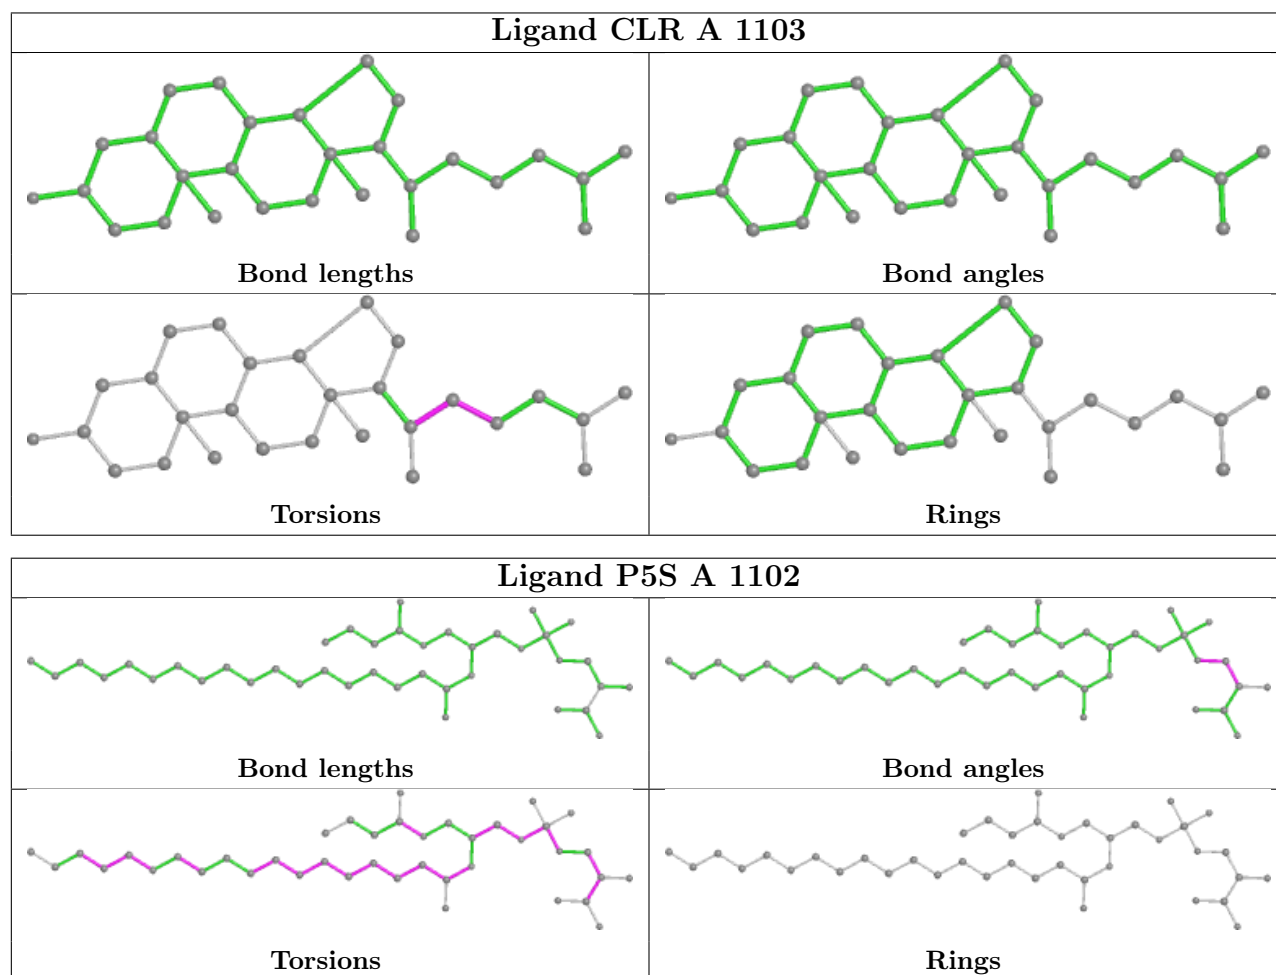 Ligand CLR A 1103
Bond lengths
Bond angles
Torsions
Rings
Ligand P5S A 1102
Bond lengths
Bond angles
Torsions
Rings